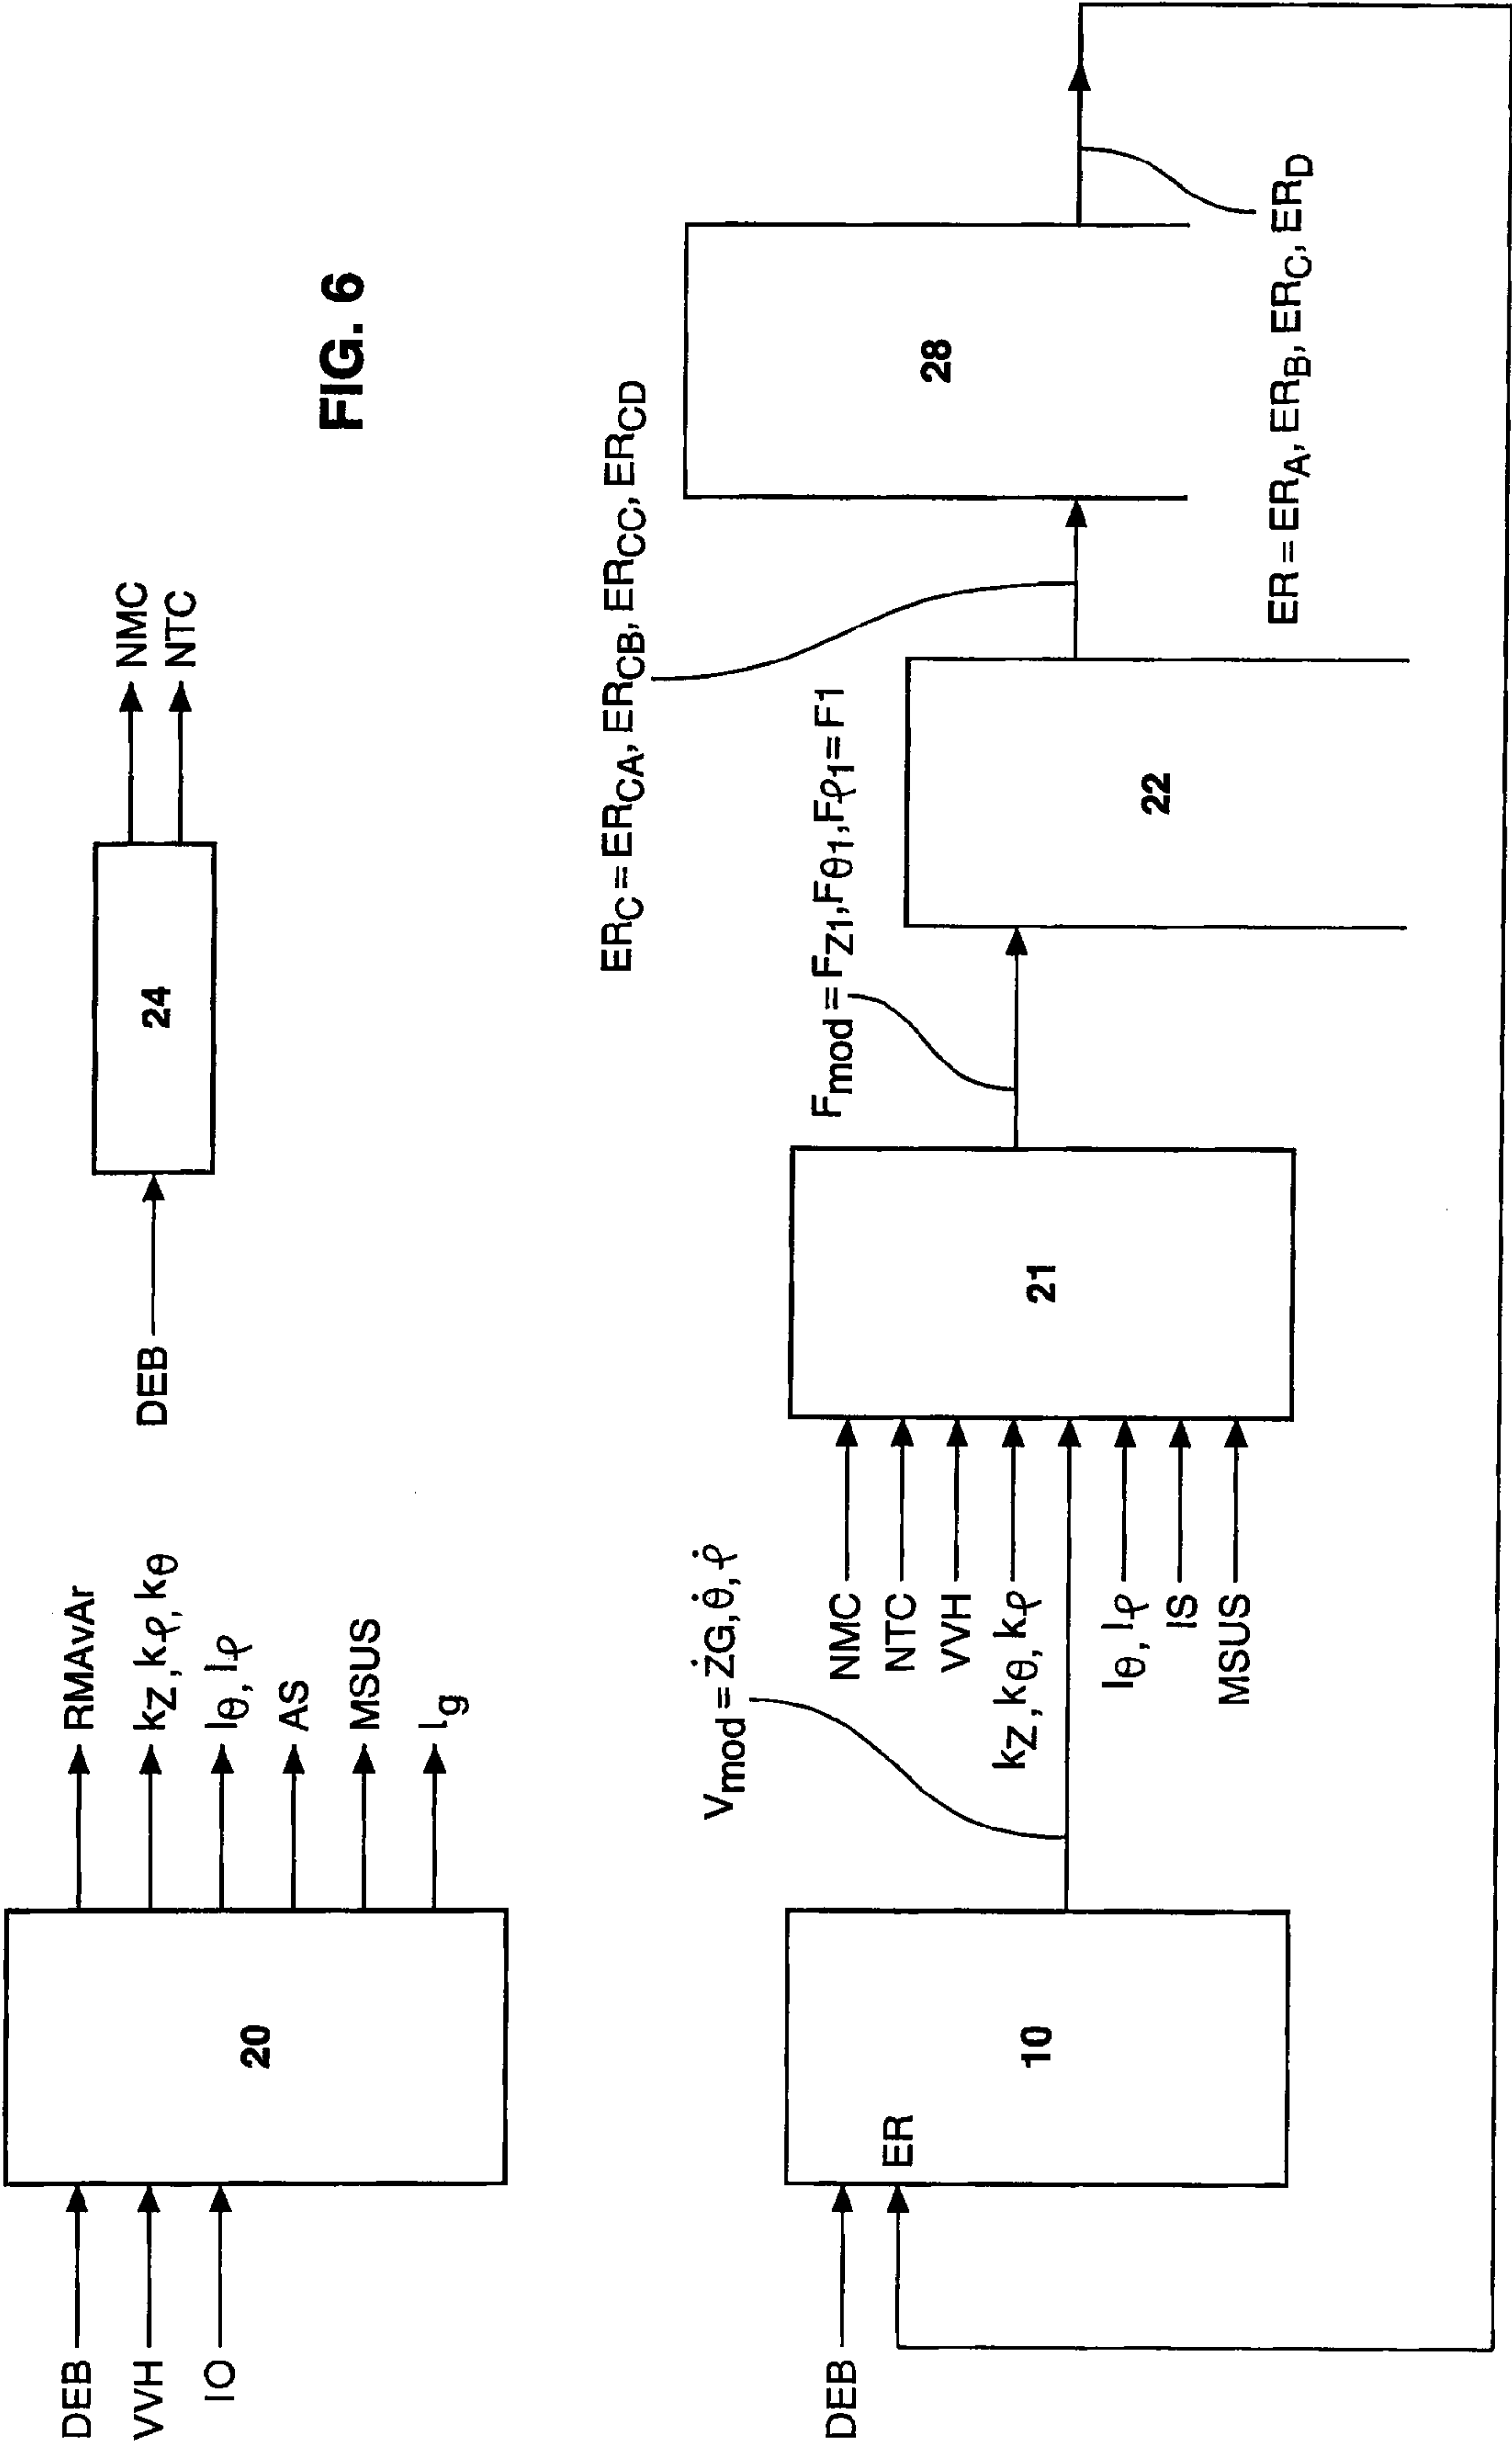 FIG. 6
DEB
VVH
IO
20
RMAvAr
kZ, kφ, kθ
Iθ, Iφ
AS
MSUS
lg
DEB
24
NMC
NTC
DEB
ER
10
Vmod = ŻG, θ̇, φ̇
NMC
NTC
VVH
kZ, kθ, kφ
Iθ, Iφ
IS
MSUS
21
Fmod = FZ1, Fθ1, Fφ1 = F1
22
ERC = ERCA, ERCB, ERCC, ERCD
28
ER = ERA, ERB, ERC, ERD